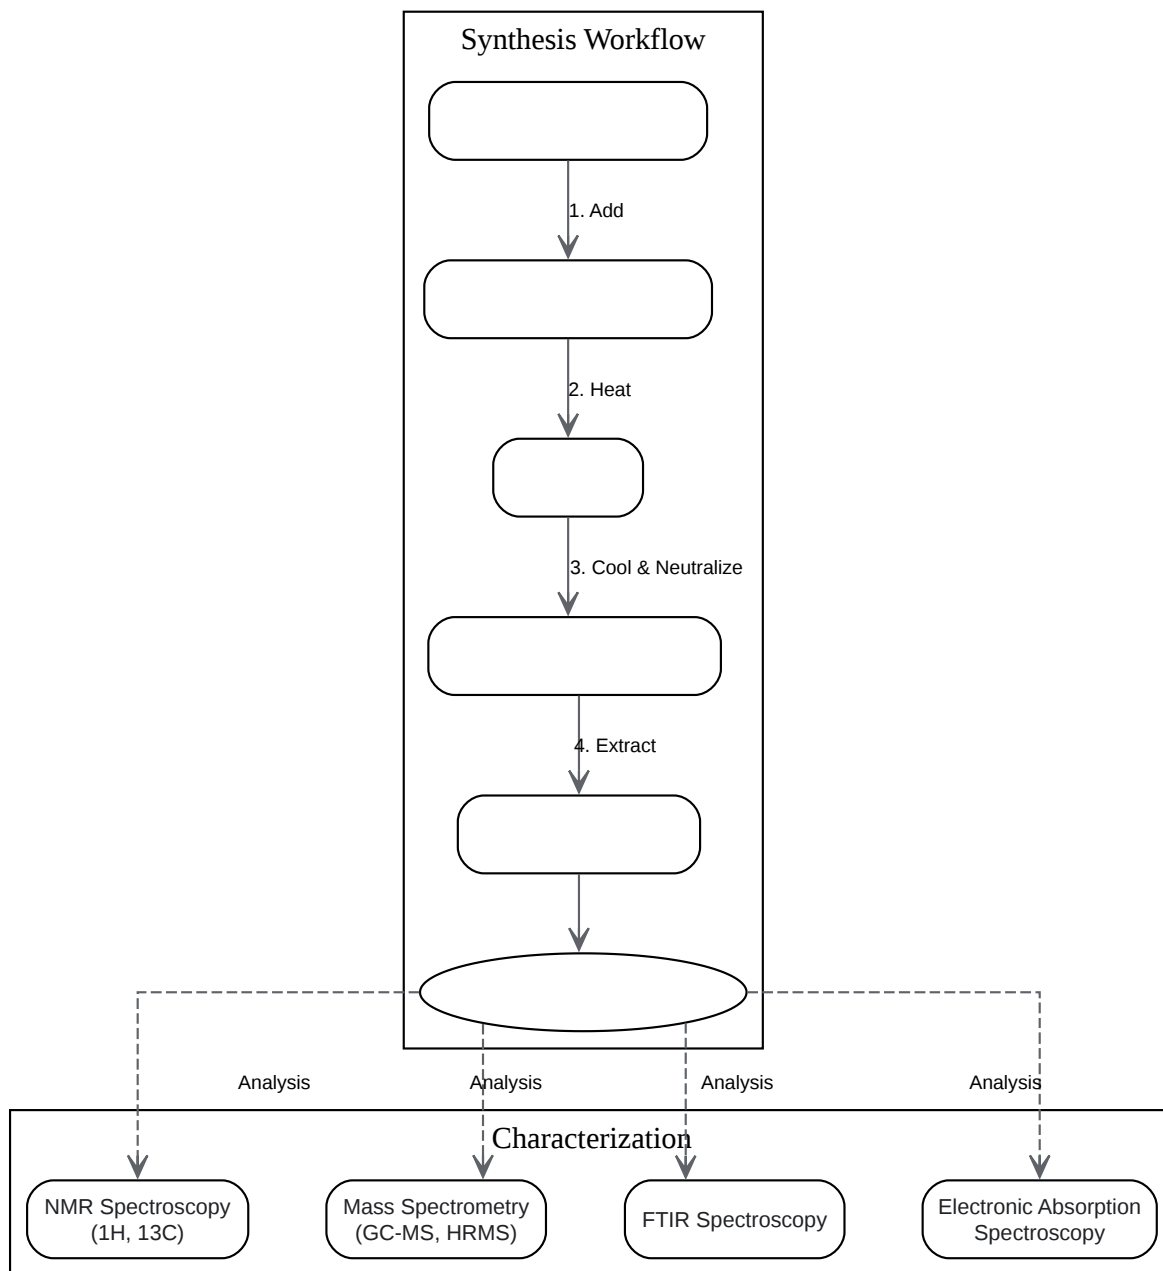 Synthesis Workflow
1. Add
2. Heat
3. Cool & Neutralize
4. Extract
Analysis
Analysis
Analysis
Analysis
Characterization
NMR Spectroscopy
(1H, 13C)
Mass Spectrometry
(GC-MS, HRMS)
FTIR Spectroscopy
Electronic Absorption
Spectroscopy